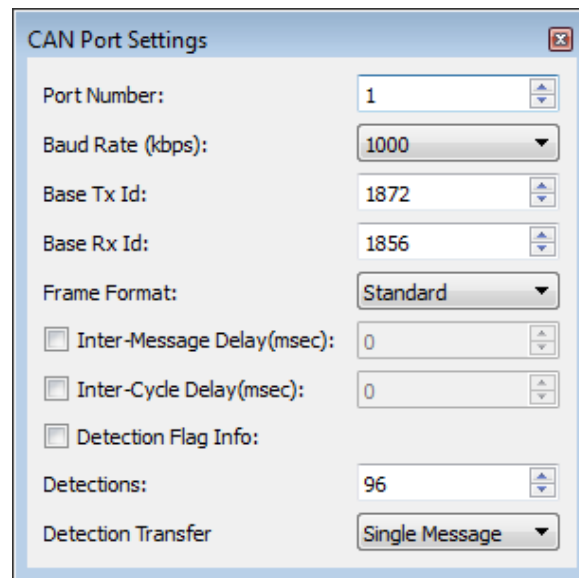 CAN Port Settings
Port Number: 1
Baud Rate (kbps): 1000
Base Tx Id: 1872
Base Rx Id: 1856
Frame Format: Standard
Inter-Message Delay(msec): 0
Inter-Cycle Delay(msec): 0
Detection Flag Info:
Detections: 96
Detection Transfer Single Message